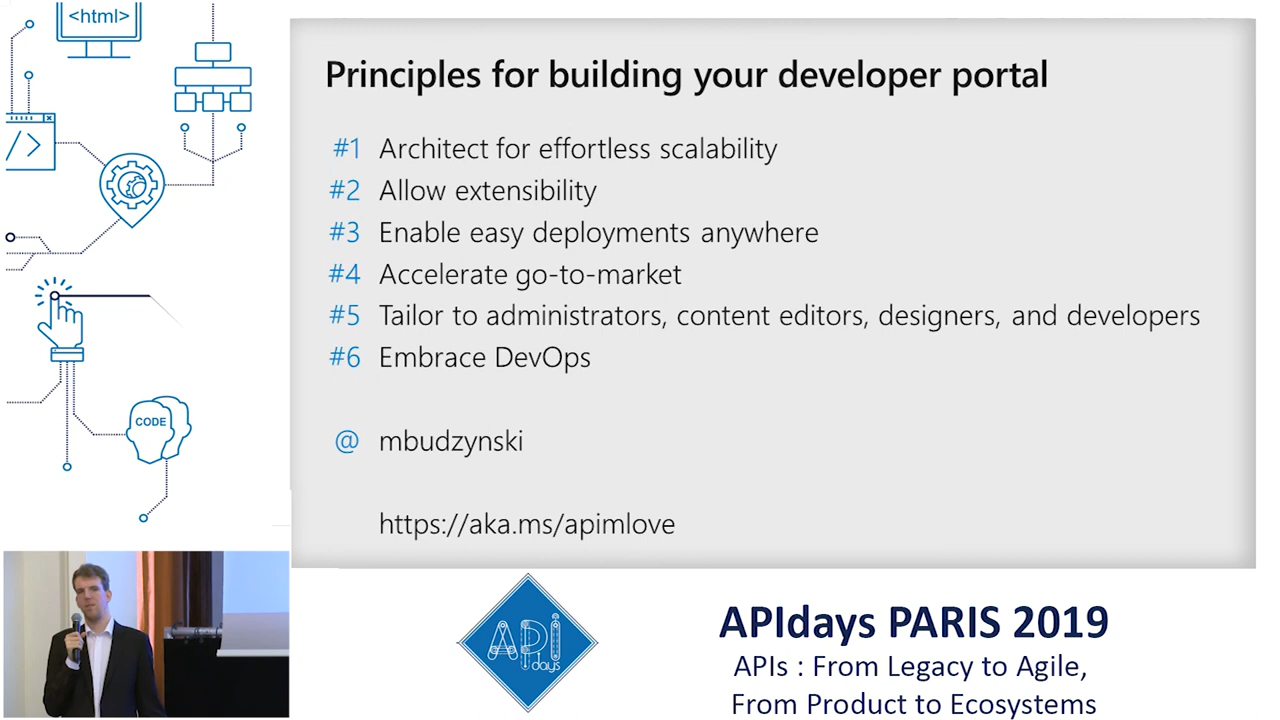 <html>
Principles for building your developer portal
#1 Architect for effortless scalability
#2 Allow extensibility
#3 Enable easy deployments anywhere
#4 Accelerate go-to-market
#5 Tailor to administrators, content editors, designers, and developers
#6 Embrace DevOps
@ mbudzynski
https://aka.ms/apimlove
</>
CODE
API
days
APIdays PARIS 2019
APIs : From Legacy to Agile,
From Product to Ecosystems